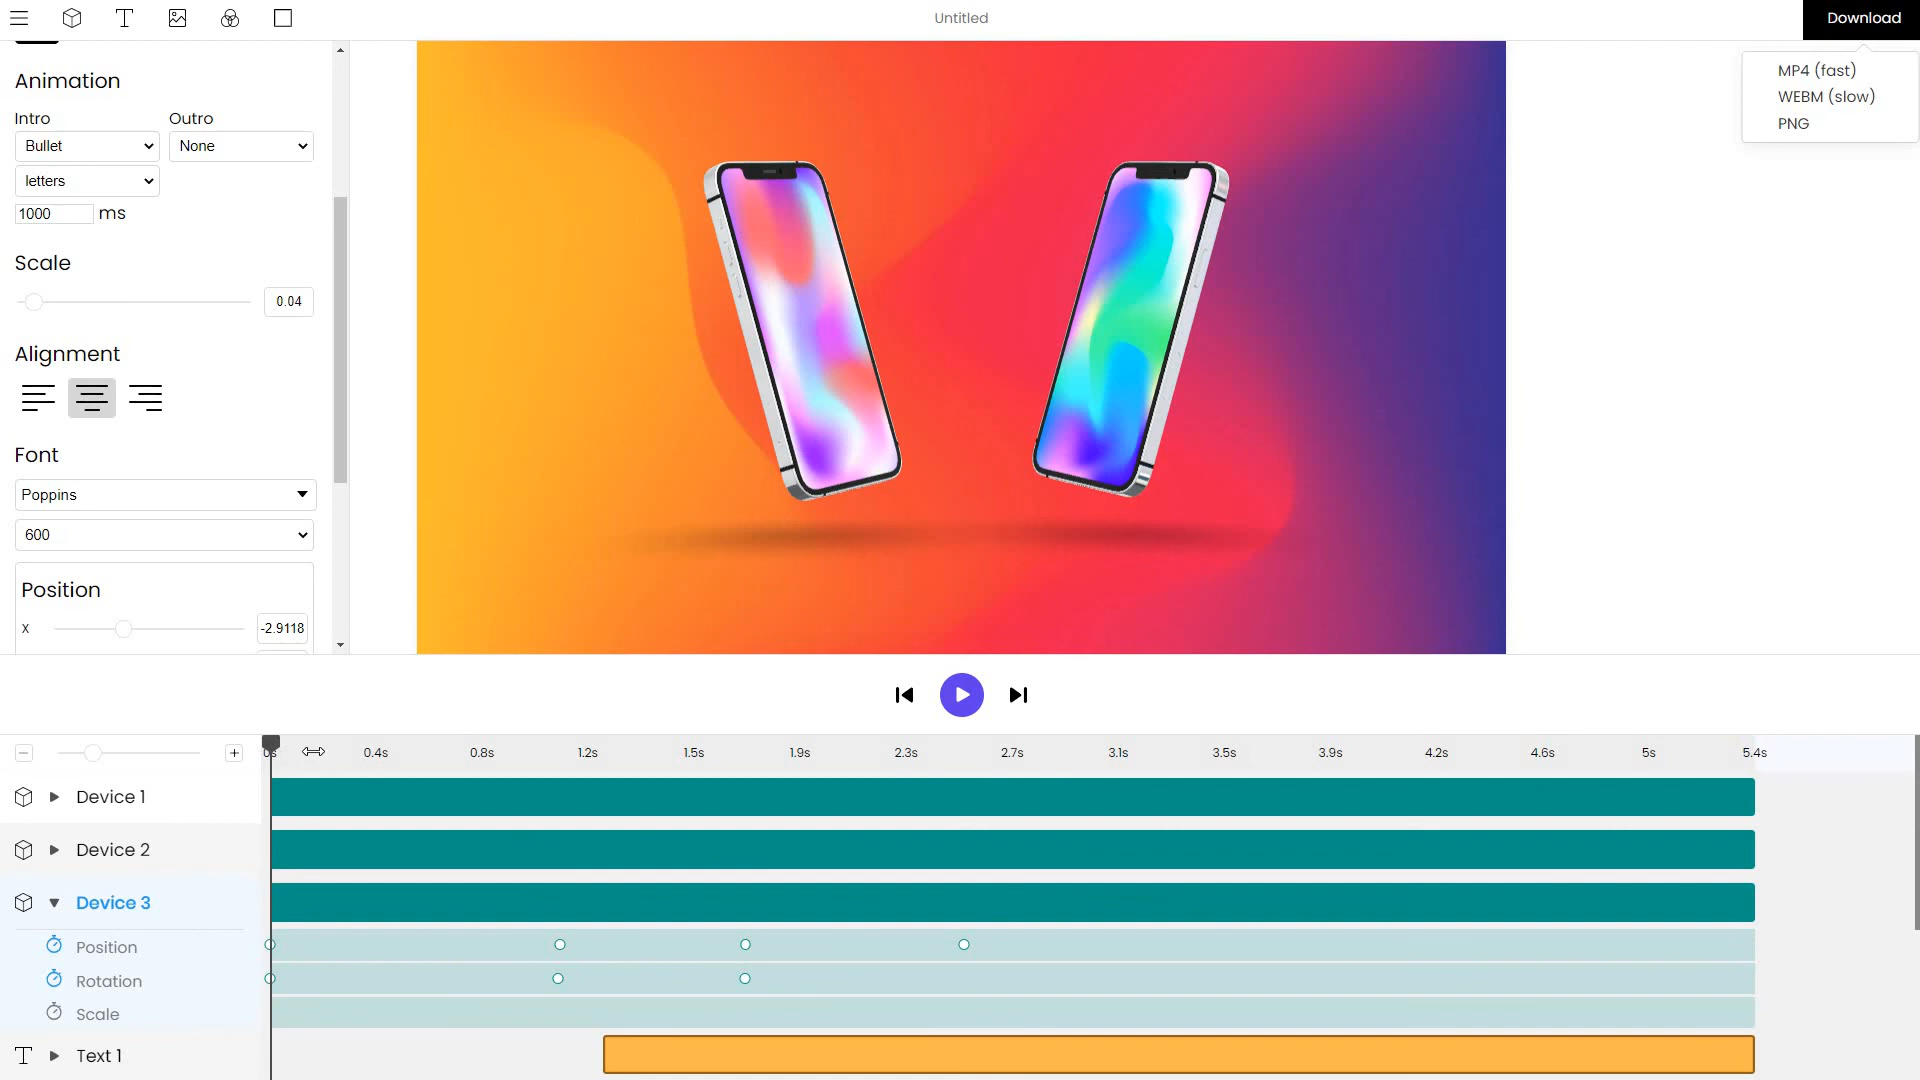 Untitled
Download
MP4 (fast)
WEBM (slow)
PNG
Animation
Intro
Outro
Bullet
None
letters
1000 ms
Scale
0.04
Alignment
Font
Poppins
600
Position
X
-2.9118
0s 0.4s 0.8s 1.2s 1.5s 1.9s 2.3s 2.7s 3.1s 3.5s 3.9s 4.2s 4.6s 5s 5.4s
Device 1
Device 2
Device 3
Position
Rotation
Scale
Text 1